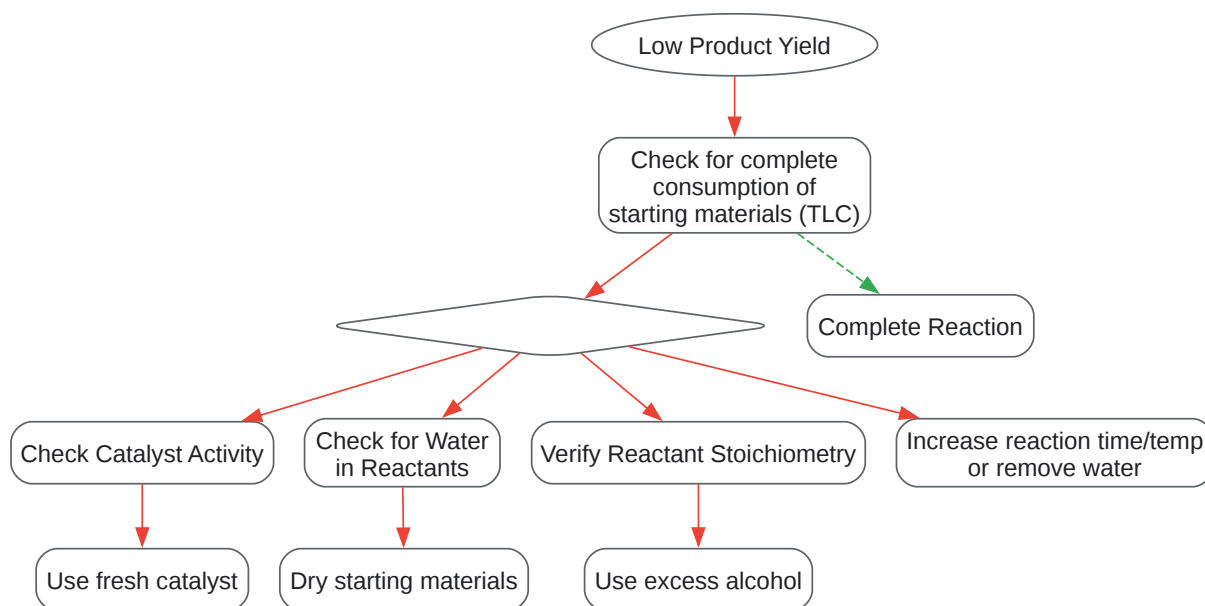 Low Product Yield
Check for complete
consumption of
starting materials (TLC)
Complete Reaction
Check Catalyst Activity
Check for Water
in Reactants
Verify Reactant Stoichiometry
Increase reaction time/temp
or remove water
Use fresh catalyst
Dry starting materials
Use excess alcohol